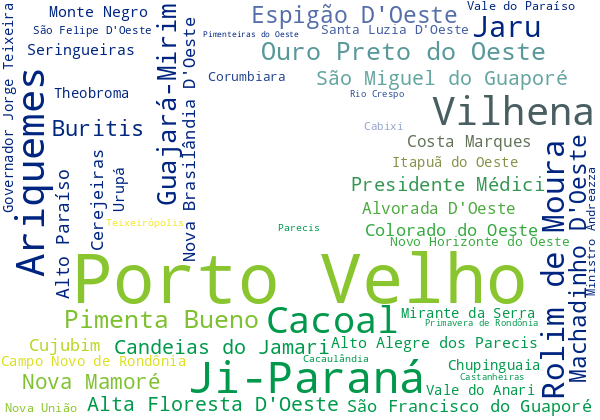 Monte Negro
Espigão D'Oeste
Vale do Paraíso
São Felipe D'Oeste
Pimenteiras do Oeste
Santa Luzia D'Oeste
Jaru
Seringueiras
Ouro Preto do Oeste
Governador Jorge Teixeira
Ariquemes
Guajará-Mirim
Nova Brasilândia D'Oeste
Corumbiara
São Miguel do Guaporé
Theobroma
Rio Crespo
Vilhena
Buritis
Cabixi
Costa Marques
Itapuã do Oeste
Alto Paraíso
Cerejeiras
Urupá
Presidente Médici
Rolim de Moura
Machadinho D'Oeste
Ministro Andreazza
Alvorada D'Oeste
Teixeirópolis
Parecis
Colorado do Oeste
Novo Horizonte do Oeste
Porto Velho
Pimenta Bueno
Cacoal
Mirante da Serra
Primavera de Rondônia
Cujubim
Candeias do Jamari
Alto Alegre dos Parecis
Campo Novo de Rondônia
Cacaulândia
Chupinguaia
Nova Mamoré
Ji-Paraná
Castanheiras
Vale do Anari
Nova União
Alta Floresta D'Oeste
São Francisco do Guaporé